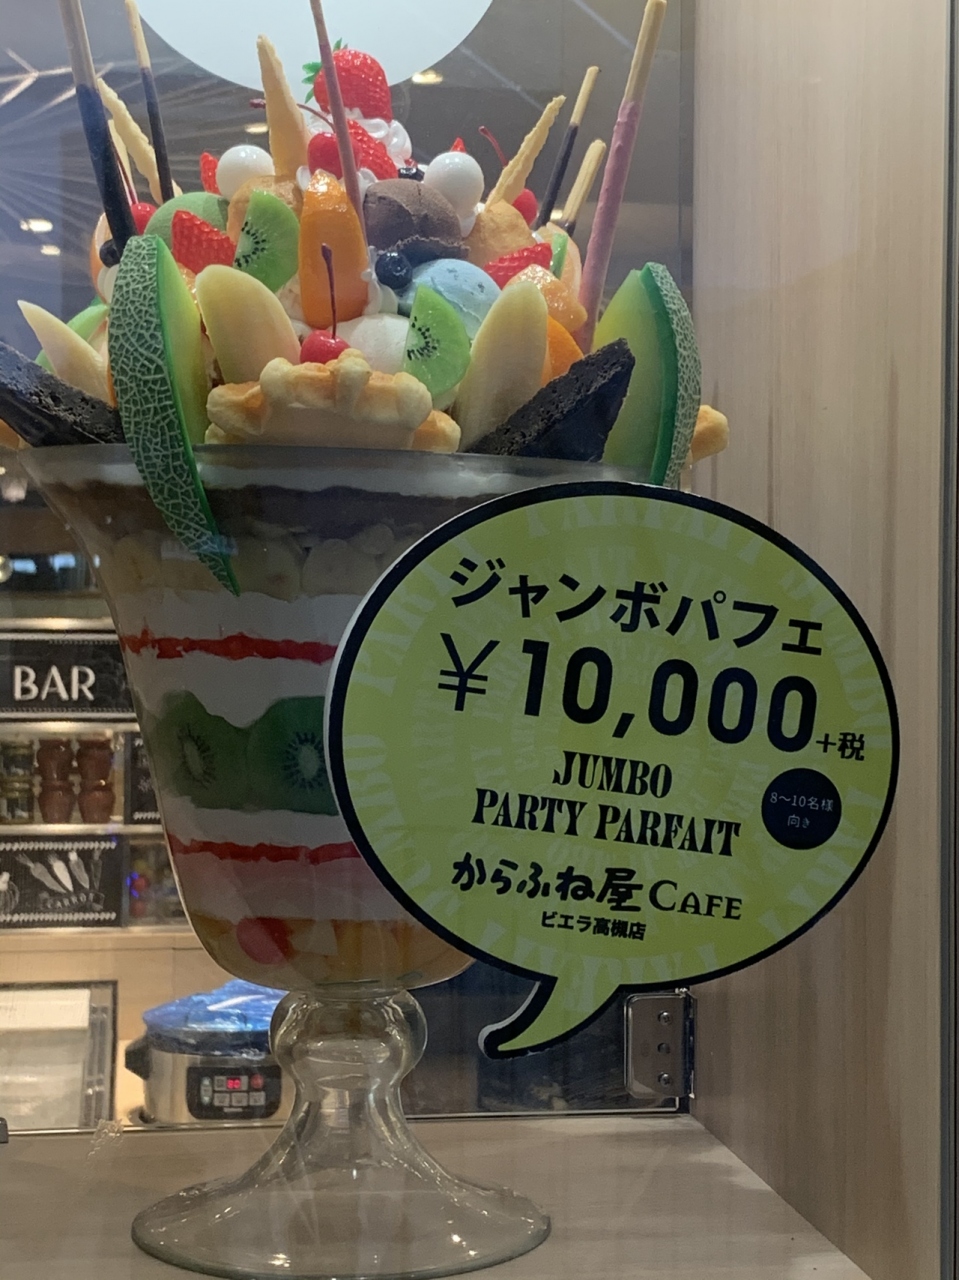 ジャンボパフェ
¥10,000+税
JUMBO
PARTY PARFAIT
8〜10名様
向き
からふね屋CAFE
ビエラ高槻店
BAR